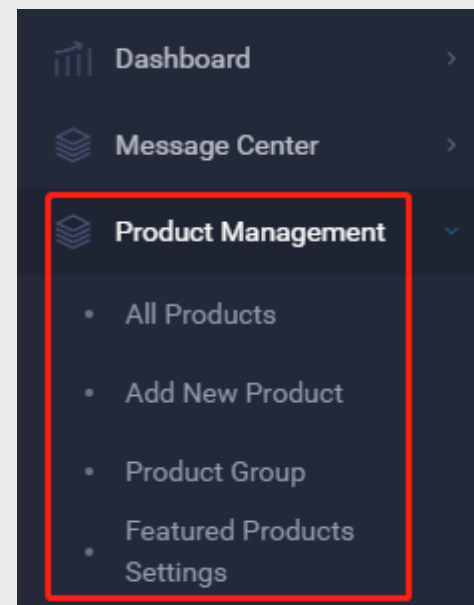 Dashboard
Message Center
Product Management
All Products
Add New Product
Product Group
Featured Products
Settings